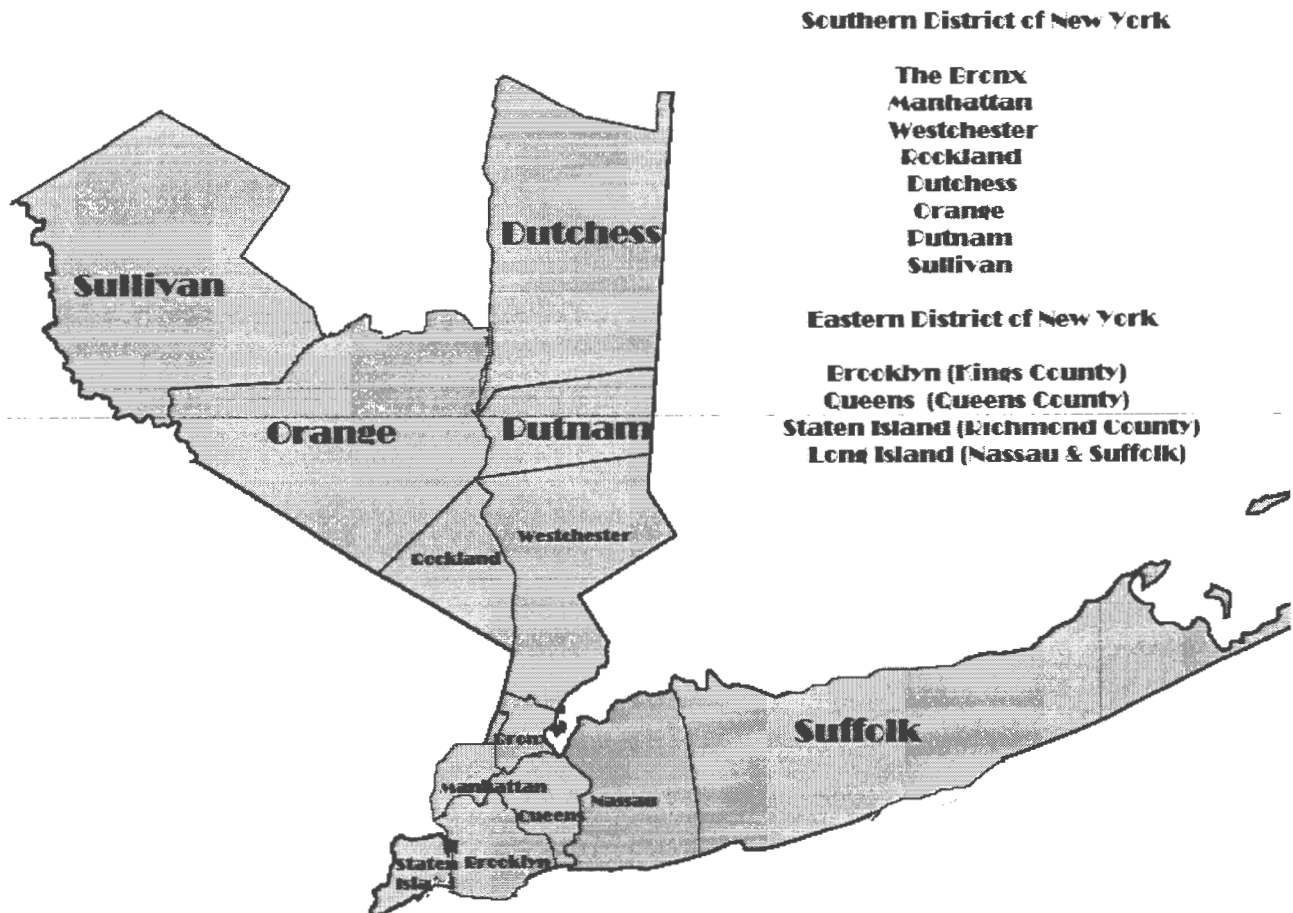 Southern District of New York
The Bronx
Manhattan
Westchester
Rockland
Dutchess
Orange
Putnam
Sullivan
Eastern District of New York
Brooklyn (Kings County)
Queens (Queens County)
Staten Island (Richmond County)
Long Island (Nassau & Suffolk)
Dutchess
Sullivan
Orange
Putnam
Westchester
Rockland
Suffolk
Bronx
Manhattan
Nassau
Queens
Staten
Isla
Brooklyn